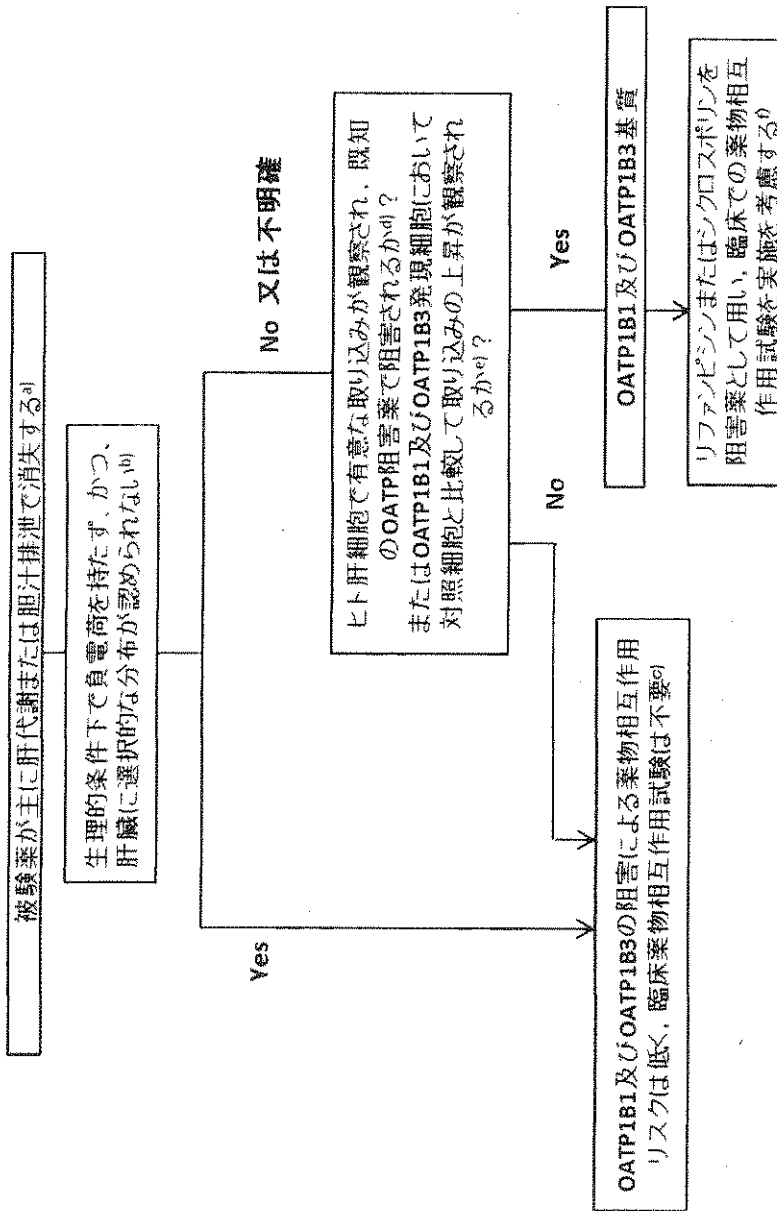 被験薬が主に肝代謝または胆汁排泄で消失するa)
生理的条件下で負電荷を持たず、かつ、
肝臓に選択的な分布が認められないb)
Yes
No 又は不明確
ヒト肝細胞で有意な取り込みが観察され、既知
のOATP阻害薬で阻害されるかd)？
またはOATP1B1及びOATP1B3発現細胞において
対照細胞と比較して取り込みの上昇が観察され
るかe)？
No
Yes
OATP1B1及びOATP1B3の阻害による薬物相互作用
リスクは低く、臨床薬物相互作用試験は不要c)
OATP1B1及びOATP1B3基質
リファンピシンまたはシクロスポリンを
阻害薬として用い、臨床での薬物相互
作用試験を実施を考慮するf)